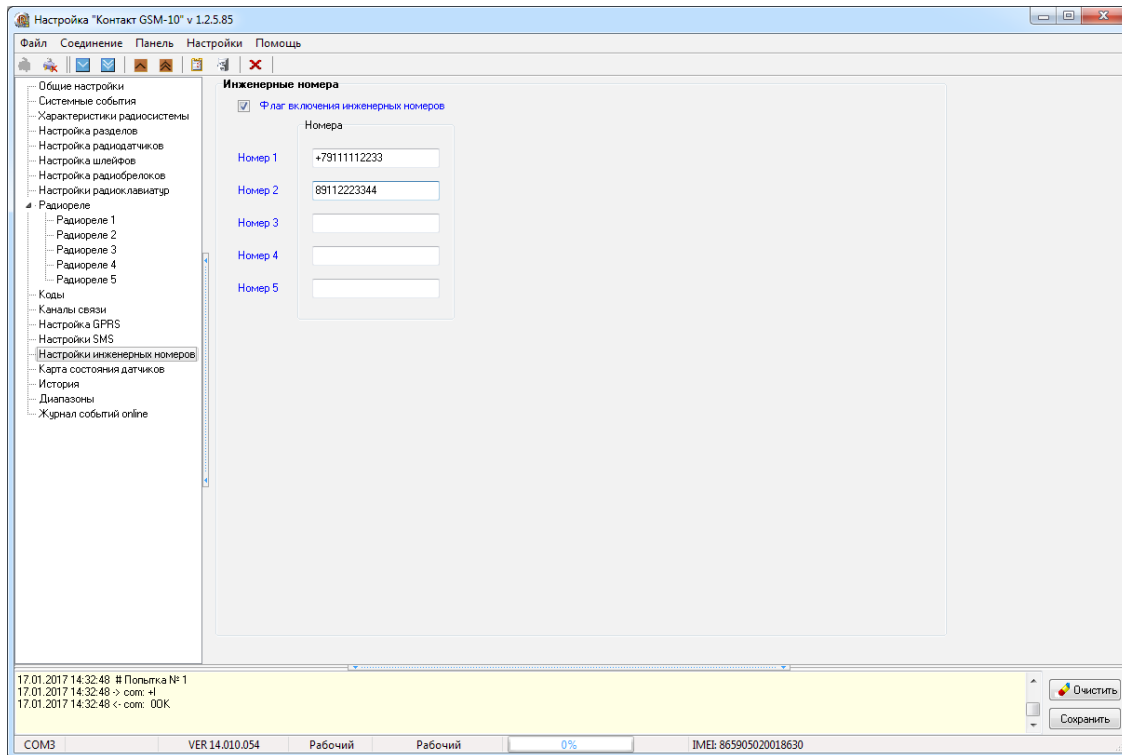 Настройка "Контакт GSM-10" v 1.2.5.85
Файл Соединение Панель Настройки Помощь
Общие настройки
Системные события
Характеристики радиосистемы
Настройка разделов
Настройка радиодатчиков
Настройка шлейфов
Настройка радиобрелоков
Настройки радиоклавиатур
Радиореле
Радиореле 1
Радиореле 2
Радиореле 3
Радиореле 4
Радиореле 5
Коды
Каналы связи
Настройка GPRS
Настройки SMS
Настройки инженерных номеров
Карта состояния датчиков
История
Диапазоны
Журнал событий online
Инженерные номера
Флаг включения инженерных номеров
Номера
Номер 1 +79111112233
Номер 2 89112223344
Номер 3
Номер 4
Номер 5
17.01.2017 14:32:48 # Попытка № 1
17.01.2017 14:32:48 -> com: +I
17.01.2017 14:32:48 <- com: 0OK
Очистить
Сохранить
COM3 VER 14.010.054 Рабочий Рабочий 0% IMEI: 865905020018630